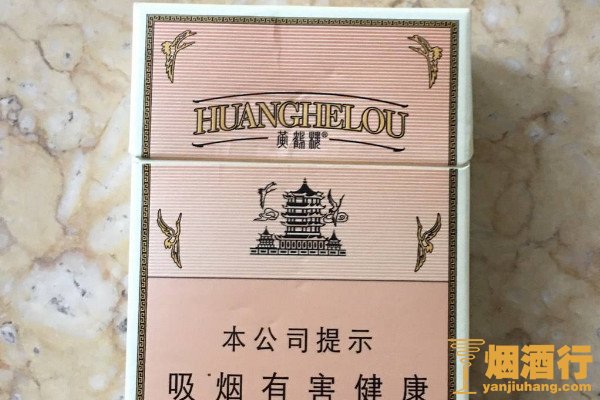 HUANGHELOU
黄鹤楼®
本公司提示
吸烟有害健康
烟酒行
yanjiuhang.com